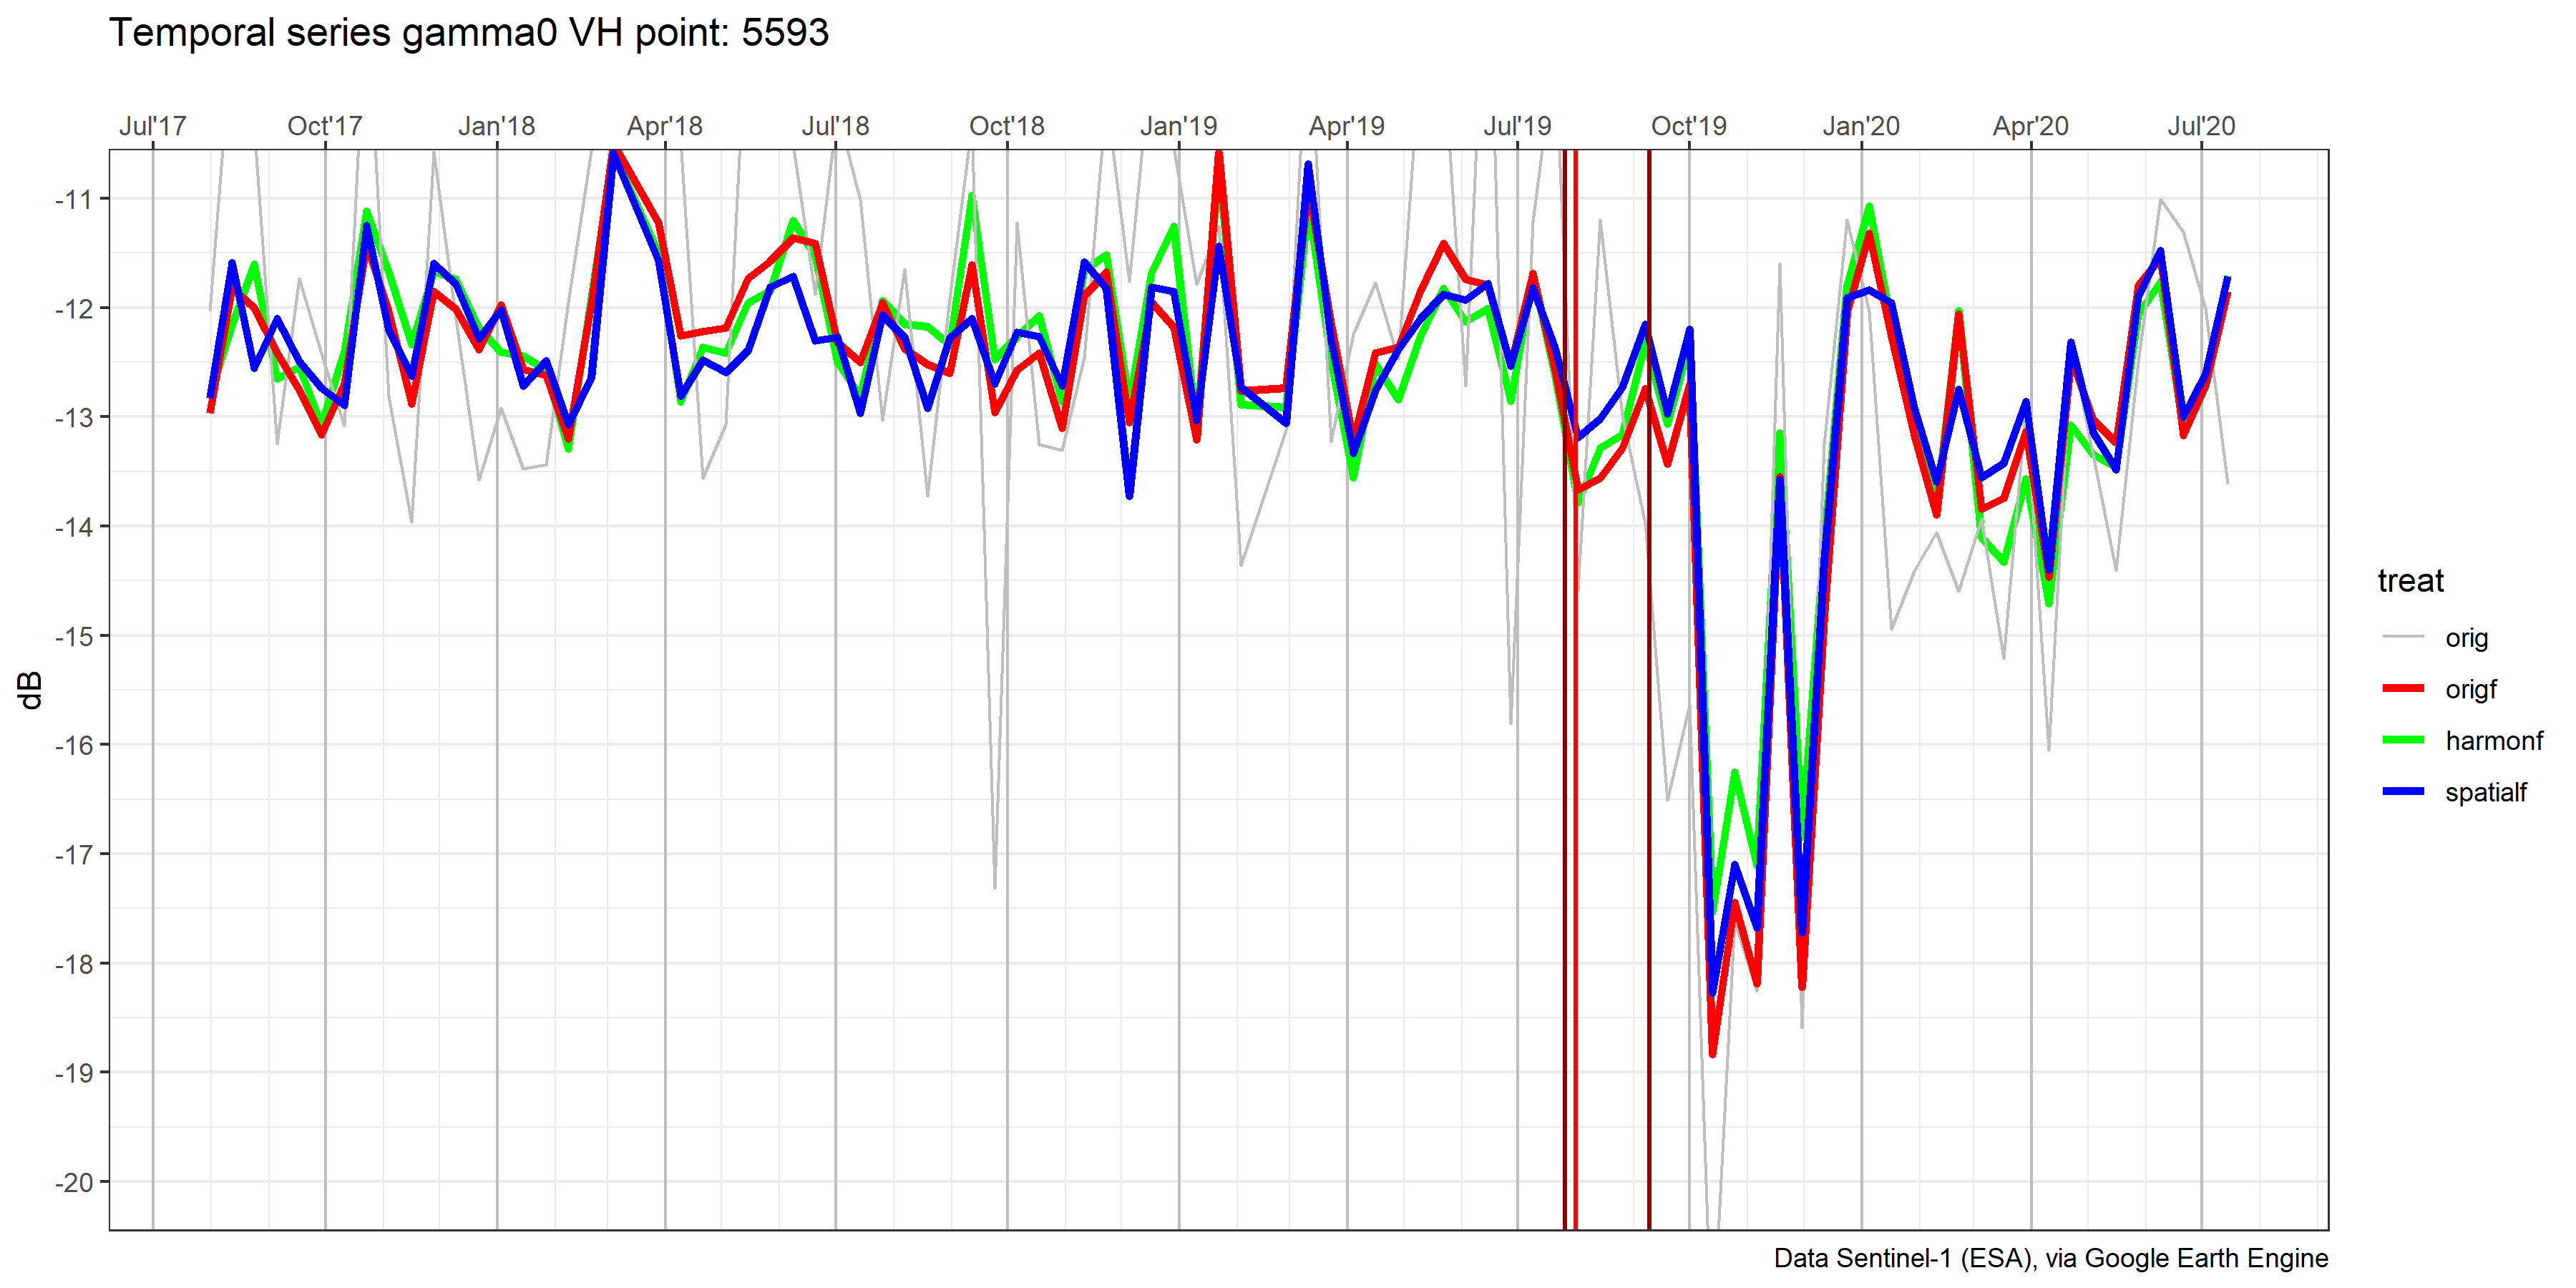 Temporal series gamma0 VH point: 5593
Jul'17 Oct'17 Jan'18 Apr'18 Jul'18 Oct'18 Jan'19 Apr'19 Jul'19 Oct'19 Jan'20 Apr'20 Jul'20
-11
-12
-13
-14
-15
-16
-17
-18
-19
-20
dB
treat
orig
origf
harmonf
spatialf
Data Sentinel-1 (ESA), via Google Earth Engine